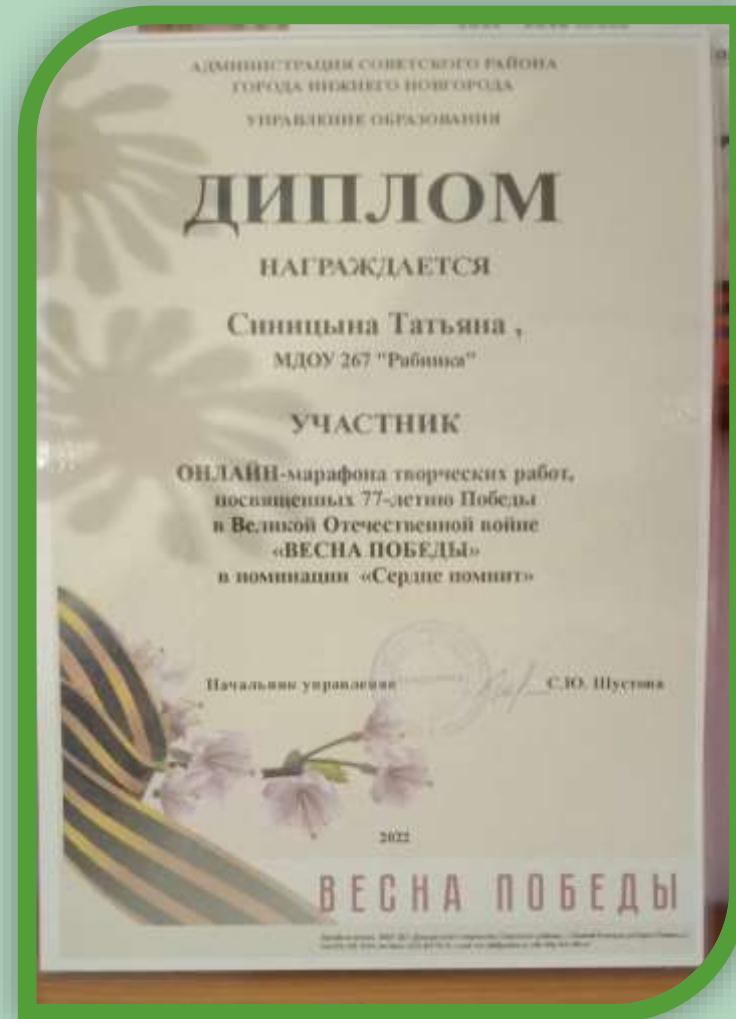 АДМИНИСТРАЦИЯ СОВЕТСКОГО РАЙОНА
ГОРОДА НИЖНЕГО НОВГОРОДА
УПРАВЛЕНИЕ ОБРАЗОВАНИЯ
ДИПЛОМ
НАГРАЖДАЕТСЯ
Синицына Татьяна ,
МДОУ 267 "Рябинка"
УЧАСТНИК
ОНЛАЙН-марафона творческих работ,
посвященных 77-летию Победы
в Великой Отечественной войне
«ВЕСНА ПОБЕДЫ»
в номинации «Сердце помнит»
Начальник управления С.Ю. Шустова
2022
ВЕСНА ПОБЕДЫ